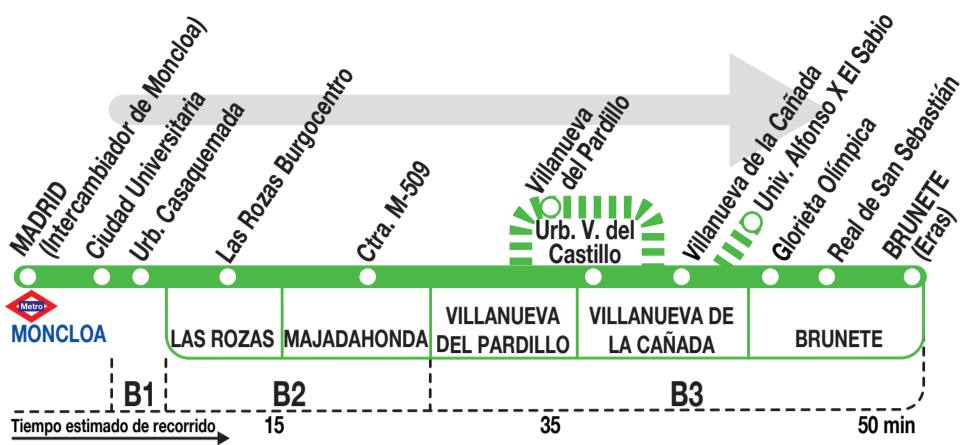 MADRID
(Intercambiador de Moncloa)
Ciudad Universitaria
Urb. Casaquemada
Las Rozas Burgocentro
Ctra. M-509
Villanueva
del Pardillo
Urb. V. del
Castillo
Villanueva de la Cañada
Univ. Alfonso X El Sabio
Glorieta Olímpica
Real de San Sebastián
BRUNETE
(Eras)
Metro
MONCLOA
LAS ROZAS
MAJADAHONDA
VILLANUEVA
DEL PARDILLO
VILLANUEVA DE
LA CAÑADA
BRUNETE
B1
B2
B3
Tiempo estimado de recorrido
15
35
50 min